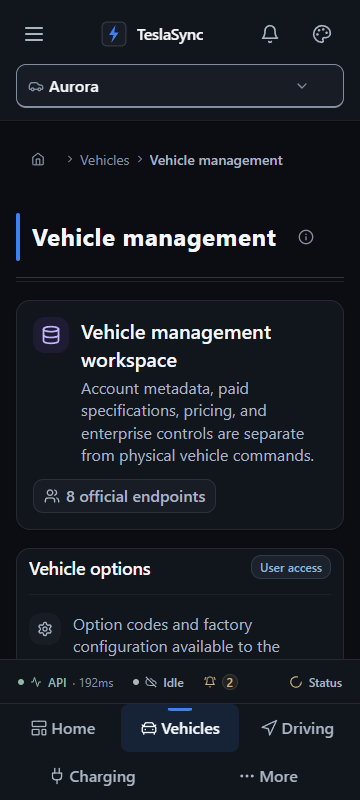 TeslaSync
Aurora
Vehicles
Vehicle management
Vehicle management
Vehicle management
workspace
Account metadata, paid
specifications, pricing, and
enterprise controls are separate
from physical vehicle commands.
8 official endpoints
Vehicle options
User access
Option codes and factory
configuration available to the
API · 192ms
Idle
2
Status
Home
Vehicles
Driving
Charging
More